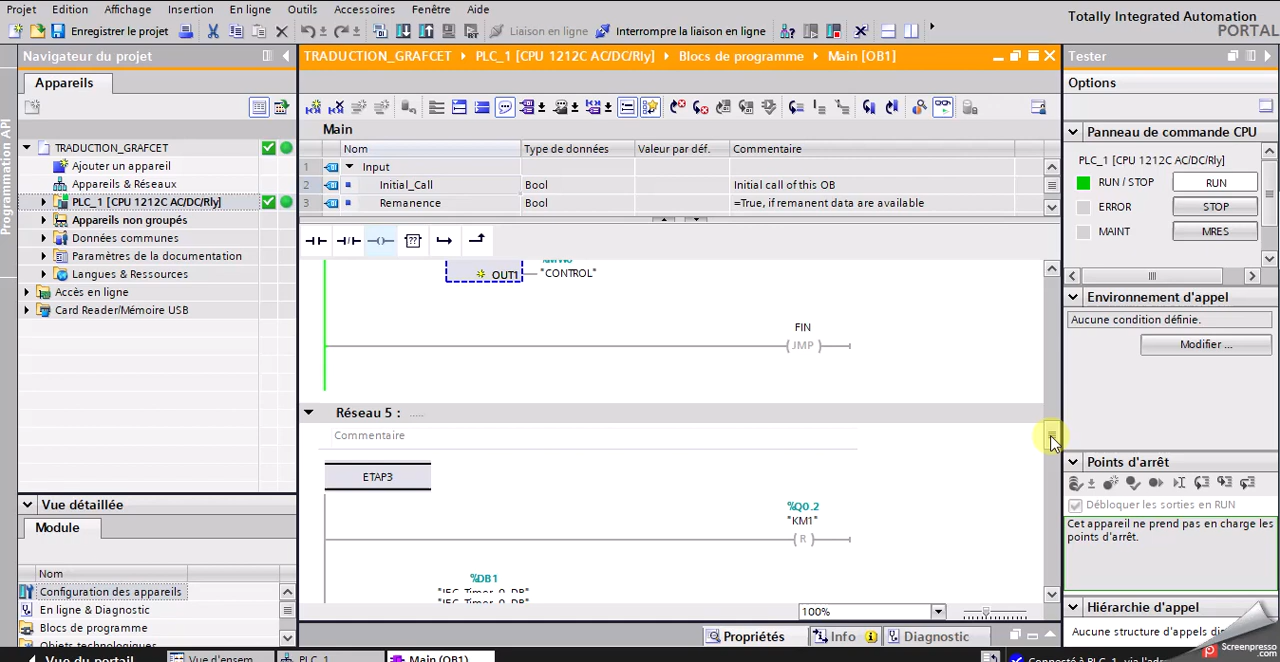 Projet Edition Affichage Insertion En ligne Outils Accessoires Fenêtre Aide
Totally Integrated Automation
PORTAL
Enregistrer le projet Liaison en ligne Interrompre la liaison en ligne
Navigateur du projet
TRADUCTION_GRAFCET PLC_1 [CPU 1212C AC/DC/Rly] Blocs de programme Main [OB1]
Tester
Appareils
Options
Programmation API
Main
Nom Type de données Valeur par déf. Commentaire
1 Input
2 Initial_Call Bool Initial call of this OB
3 Remanence Bool =True, if remanent data are available
TRADUCTION_GRAFCET
Ajouter un appareil
Appareils & Réseaux
PLC_1 [CPU 1212C AC/DC/Rly]
Appareils non groupés
Données communes
Paramètres de la documentation
Langues & Ressources
Accès en ligne
Card Reader/Mémoire USB
Panneau de commande CPU
PLC_1 [CPU 1212C AC/DC/Rly]
RUN / STOP RUN
ERROR STOP
MAINT MRES
Environnement d'appel
Aucune condition définie.
Modifier ...
OUT1 "CONTROL"
FIN
JMP
Réseau 5 : .....
Commentaire
ETAP3
%Q0.2
"KM1"
R
%DB1
"IEC_Timer_0_DB"
100%
Points d'arrêt
Débloquer les sorties en RUN
Cet appareil ne prend pas en charge les
points d'arrêt.
Hiérarchie d'appel
Vue détaillée
Module
Nom
Configuration des appareils
En ligne & Diagnostic
Blocs de programme
Objets technologiques
Propriétés Info Diagnostic
Vue du portail Vue d'ensem... PLC_1 Main (OB1)
Screenpresso
.com